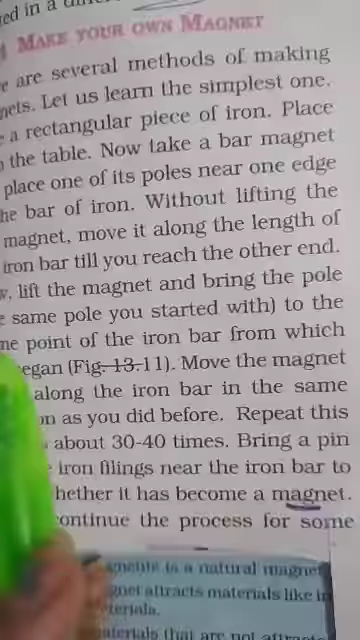 in a
MAKE YOUR OWN MAGNET
are several methods of making
Let us learn the simplest one.
a rectangular piece of iron. Place
the table. Now take a bar magnet
place one of its poles near one edge
bar of iron. Without lifting the
magnet, move it along the length of
iron bar till you reach the other end.
lift the magnet and bring the pole
same pole you started with) to the
point of the iron bar from which
(Fig. 13.11). Move the magnet
along the iron bar in the same
as you did before. Repeat this
about 30-40 times. Bring a pin
iron filings near the iron bar to
hether it has become a magnet.
ontinue the process for some
is a natural magnet
attracts materials like
that are not